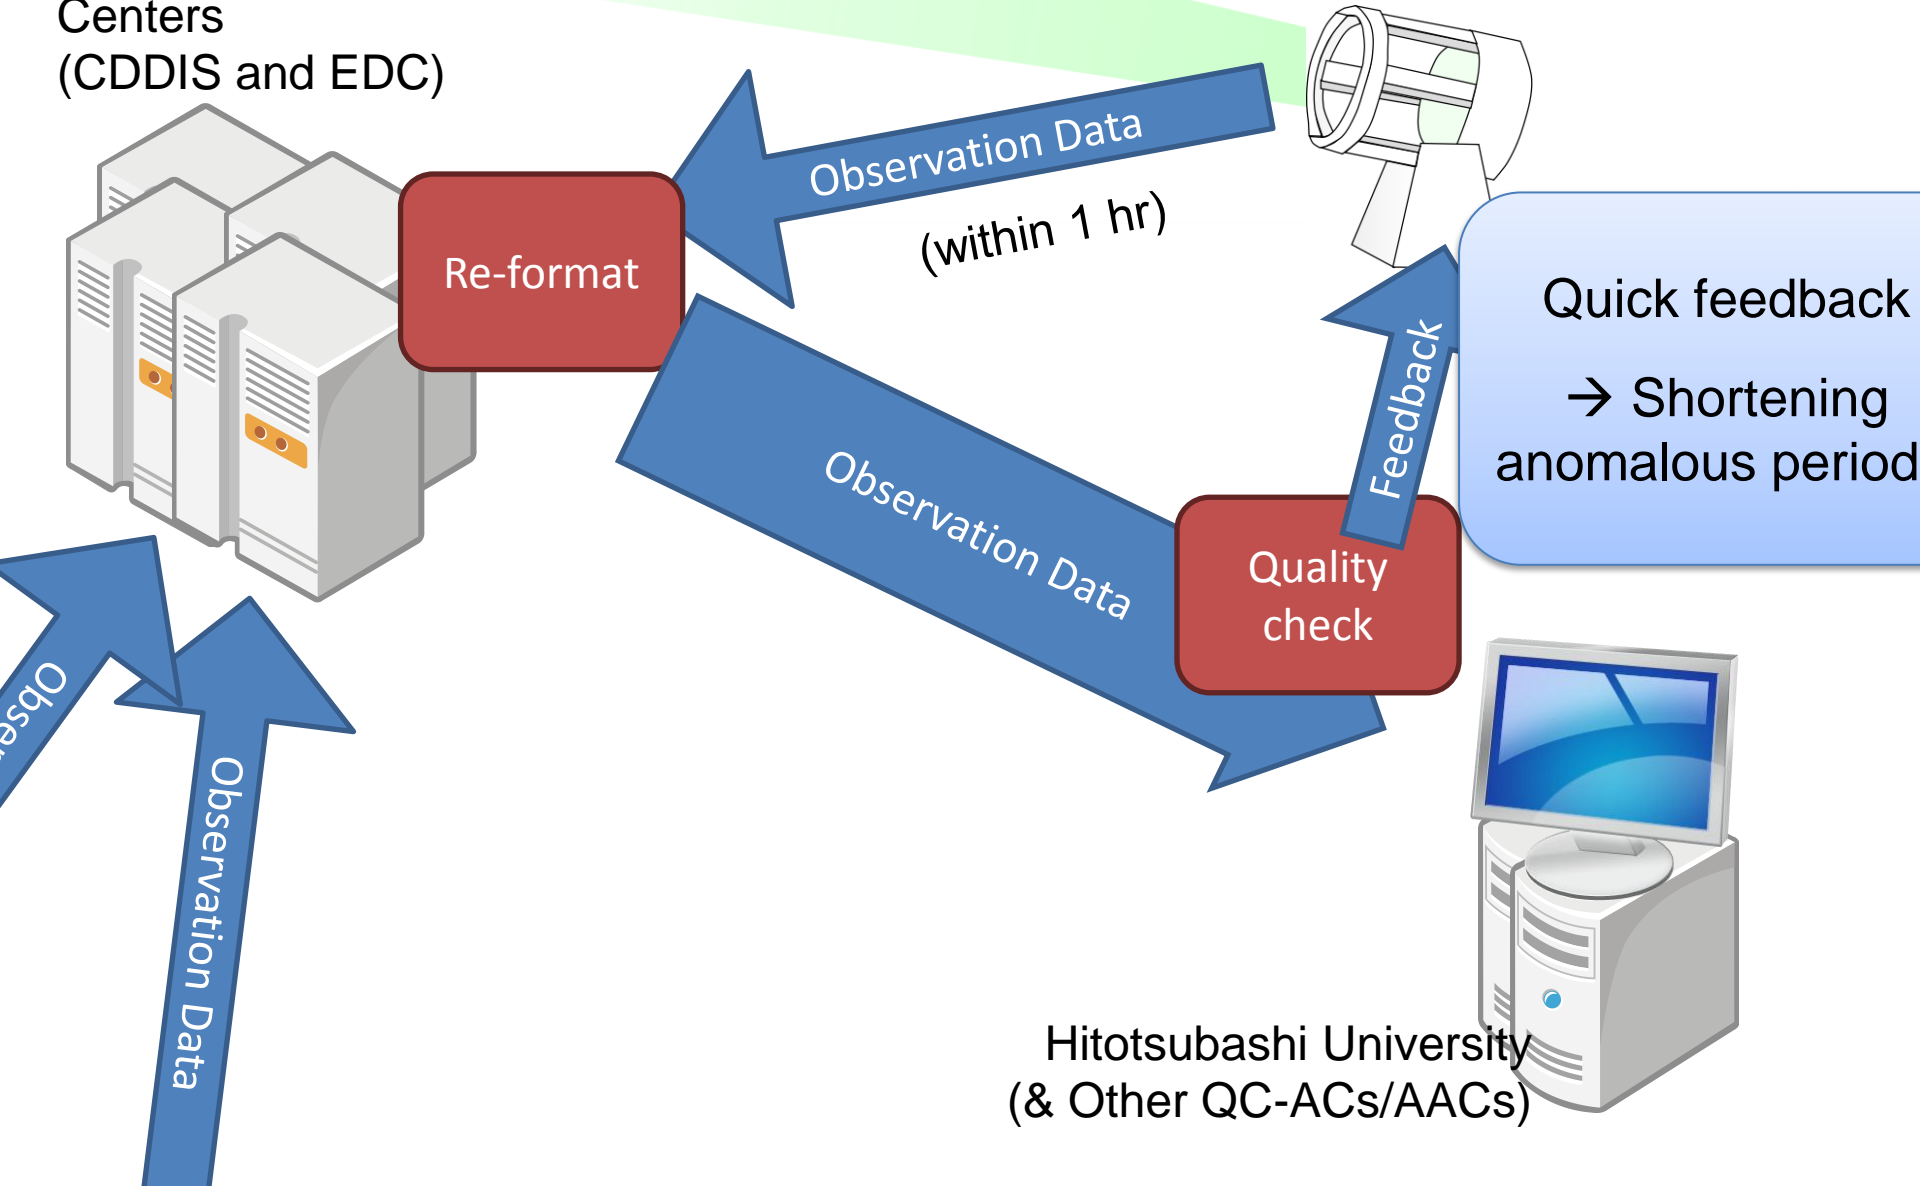 Centers
(CDDIS and EDC)
Observation Data
(within 1 hr)
Re-format
Quick feedback
→ Shortening
anomalous period
Feedback
Observation Data
Quality
check
Observation Data
Hitotsubashi University
(& Other QC-ACs/AACs)